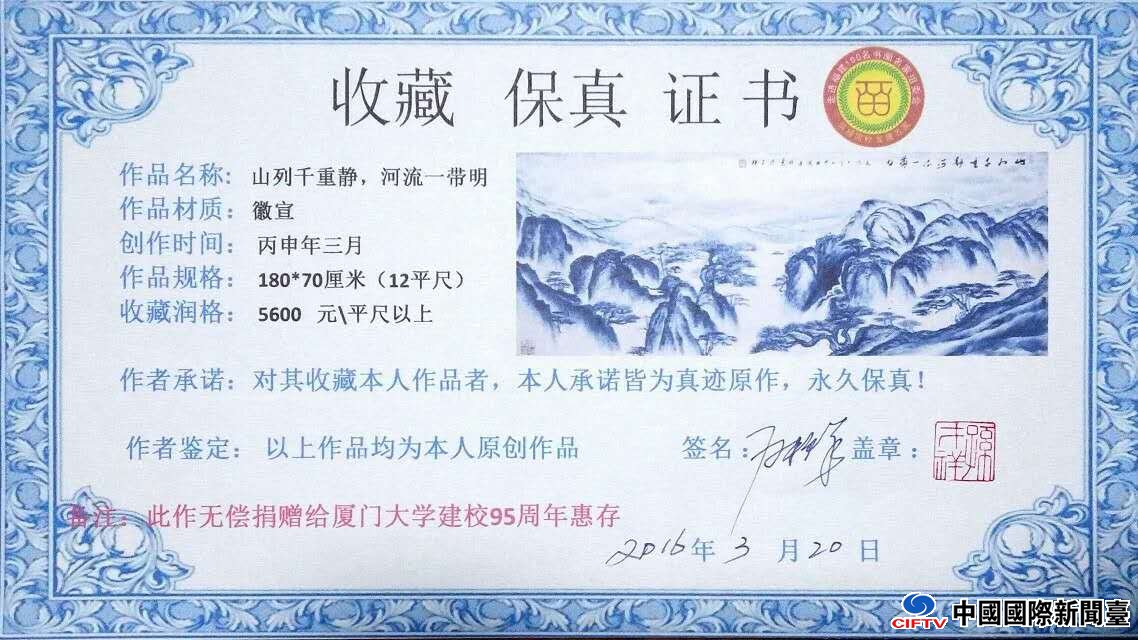 收藏 保真 证书
作品名称: 山列千重静，河流一带明
作品材质: 徽宣
创作时间: 丙申年三月
作品规格: 180*70厘米（12平尺）
收藏润格: 5600 元\平尺以上
作者承诺: 对其收藏本人作品者，本人承诺皆为真迹原作，永久保真！
作者鉴定: 以上作品均为本人原创作品 签名: 盖章:
备注: 此作无偿捐赠给厦门大学建校95周年惠存
2016年 3月20日
CIFTV 中國國際新聞臺